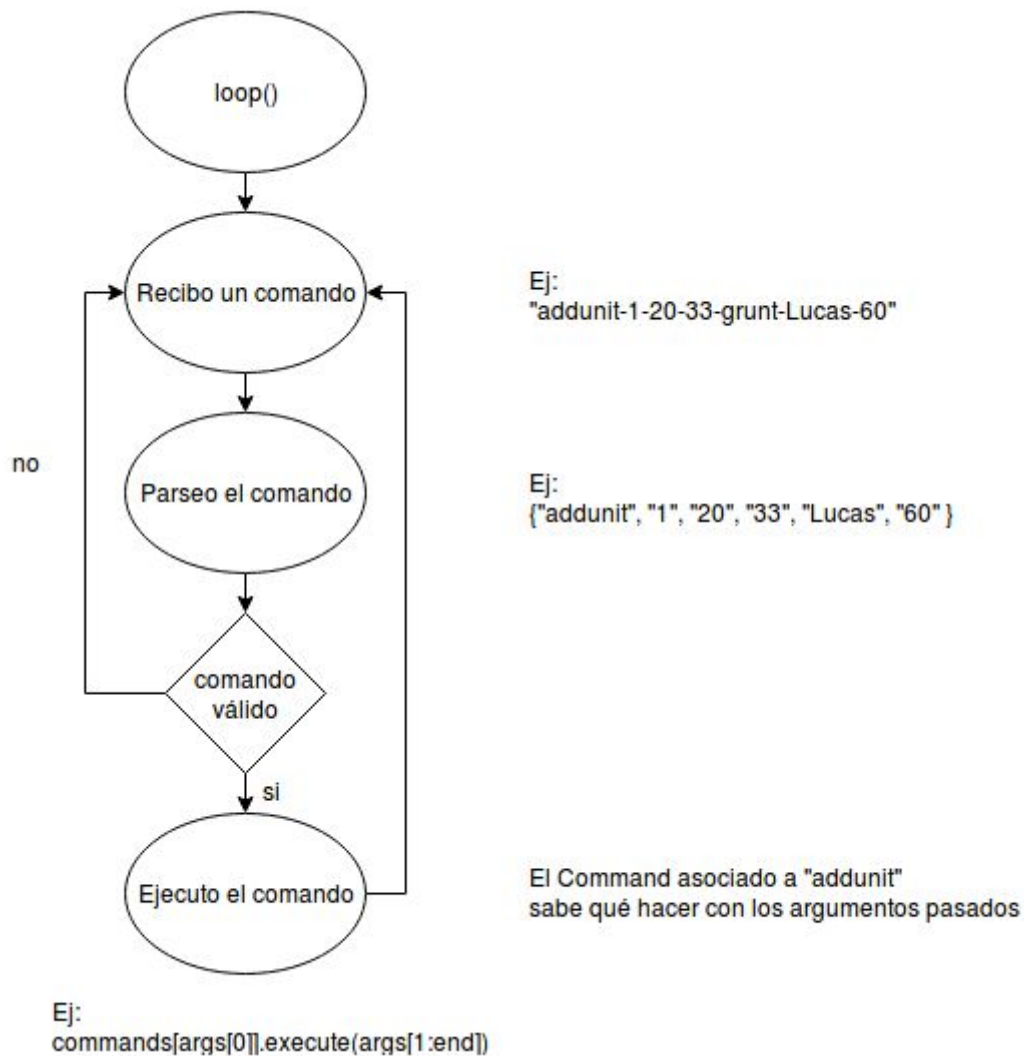 loop()
Recibo un comando
Ej:
"addunit-1-20-33-grunt-Lucas-60"
no
Parseo el comando
Ej:
{"addunit", "1", "20", "33", "Lucas", "60" }
comando
válido
si
Ejecuto el comando
El Command asociado a "addunit"
sabe qué hacer con los argumentos pasados
Ej:
commands[args[0]].execute(args[1:end])